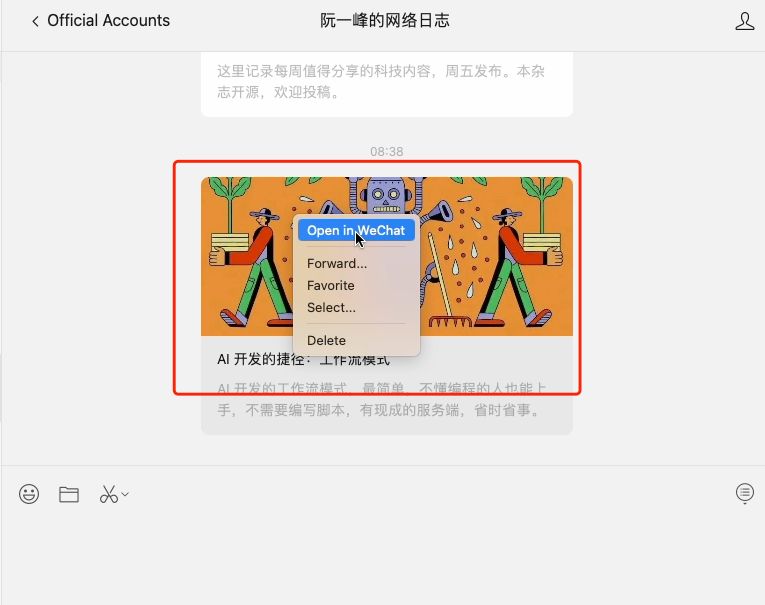 Official Accounts
阮一峰的网络日志
这里记录每周值得分享的科技内容，周五发布。本杂
志开源，欢迎投稿。
08:38
Open in WeChat
Forward...
Favorite
Select...
Delete
AI 开发的捷径：工作流模式
AI 开发的工作流模式，最简单，不懂编程的人也能上
手，不需要编写脚本，有现成的服务端，省时省事。